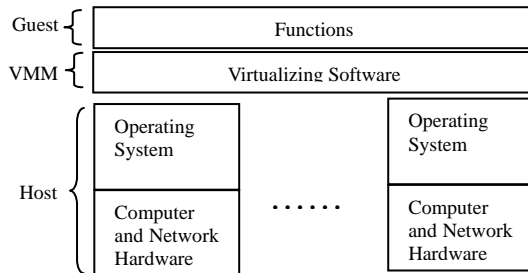 Guest
Functions
VMM
Virtualizing Software
Host
Operating
System
Computer
and Network
Hardware
......
Operating
System
Computer
and Network
Hardware